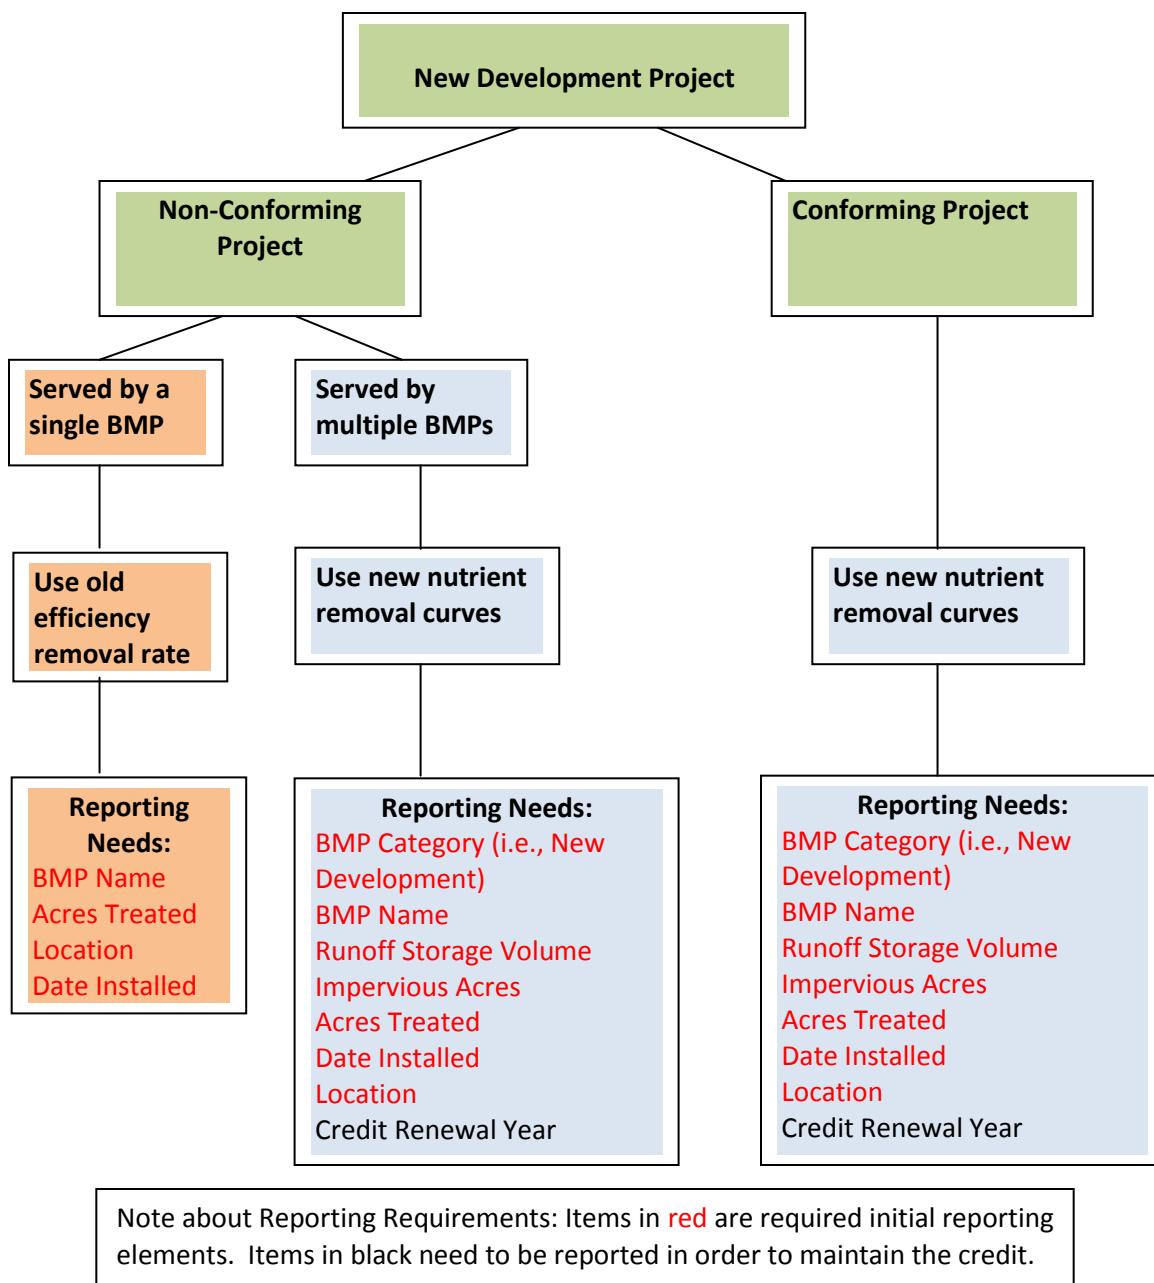 New Development Project
Non-Conforming
Project
Conforming Project
Served by a
single BMP
Served by
multiple BMPs
Use old
efficiency
removal rate
Use new nutrient
removal curves
Use new nutrient
removal curves
Reporting
Needs:
BMP Name
Acres Treated
Location
Date Installed
Reporting Needs:
BMP Category (i.e., New
Development)
BMP Name
Runoff Storage Volume
Impervious Acres
Acres Treated
Date Installed
Location
Credit Renewal Year
Reporting Needs:
BMP Category (i.e., New
Development)
BMP Name
Runoff Storage Volume
Impervious Acres
Acres Treated
Date Installed
Location
Credit Renewal Year
Note about Reporting Requirements: Items in red are required initial reporting
elements.  Items in black need to be reported in order to maintain the credit.